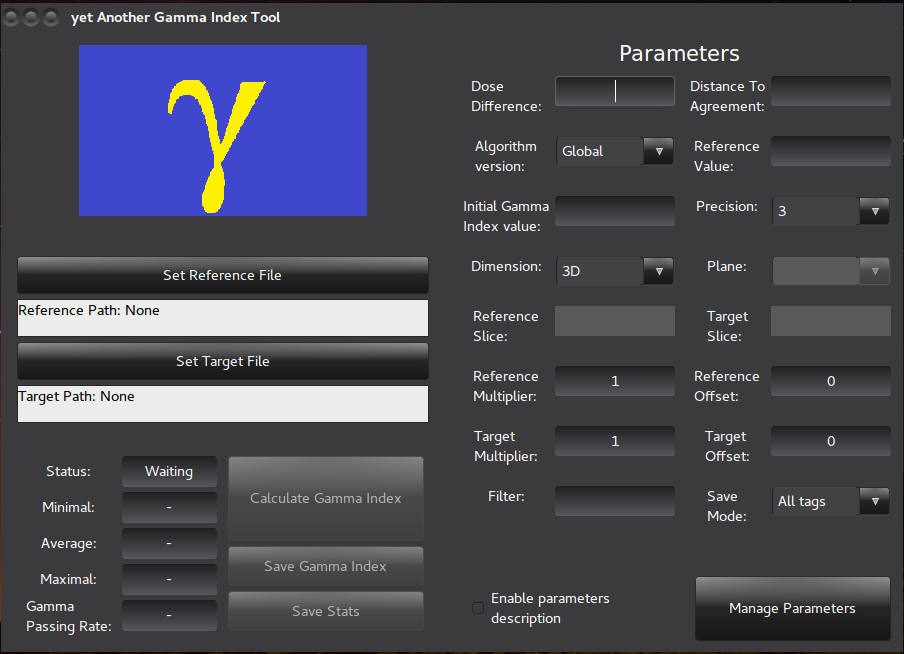 yet Another Gamma Index Tool
γ
Set Reference File
Reference Path: None
Set Target File
Target Path: None
Status:
Waiting
Minimal:
-
Average:
-
Maximal:
-
Gamma
Passing Rate:
-
Calculate Gamma Index
Save Gamma Index
Save Stats
Parameters
Dose
Difference:
Distance To
Agreement:
Algorithm
version:
Global
Reference
Value:
Initial Gamma
Index value:
Precision:
3
Dimension:
3D
Plane:
Reference
Slice:
Target
Slice:
Reference
Multiplier:
1
Reference
Offset:
0
Target
Multiplier:
1
Target
Offset:
0
Filter:
Save
Mode:
All tags
Enable parameters
description
Manage Parameters